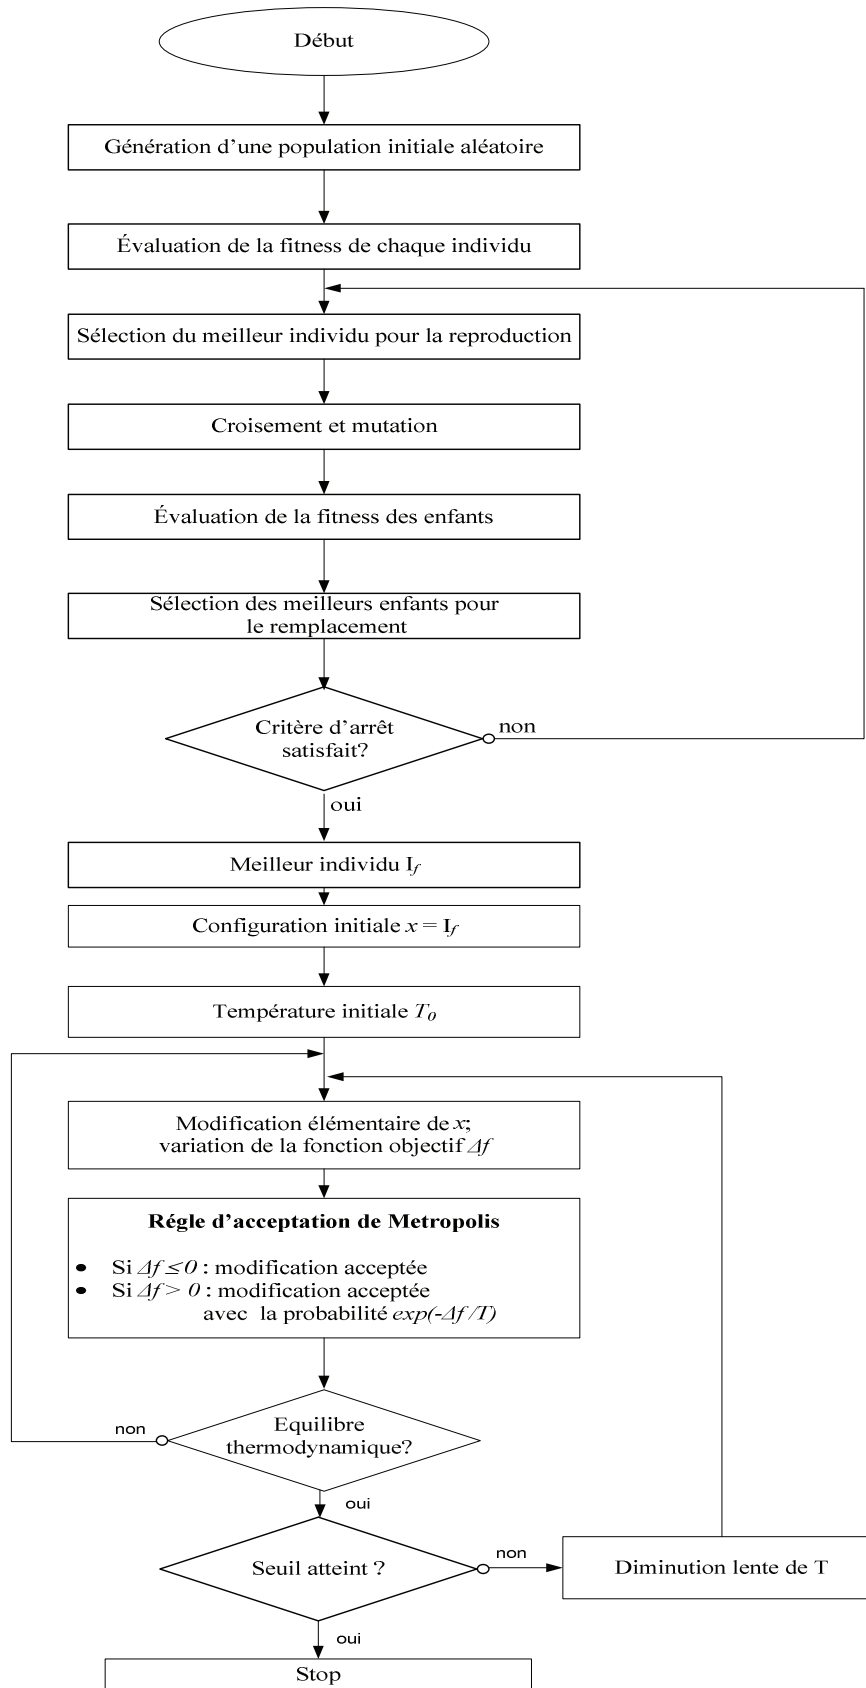 Début
Génération d’une population initiale aléatoire
Évaluation de la fitness de chaque individu
Sélection du meilleur individu pour la reproduction
Croisement et mutation
Évaluation de la fitness des enfants
Sélection des meilleurs enfants pour
le remplacement
Critère d’arrêt
satisfait?
non
oui
Meilleur individu If
Configuration initiale x = If
Température initiale T0
Modification élémentaire de x;
variation de la fonction objectif Δf
Régle d’acceptation de Metropolis
• Si Δf ≤ 0 : modification acceptée
• Si Δf > 0 : modification acceptée
avec la probabilité exp(-Δf /T)
Equilibre
thermodynamique?
non
oui
Seuil atteint ?
non
Diminution lente de T
oui
Stop